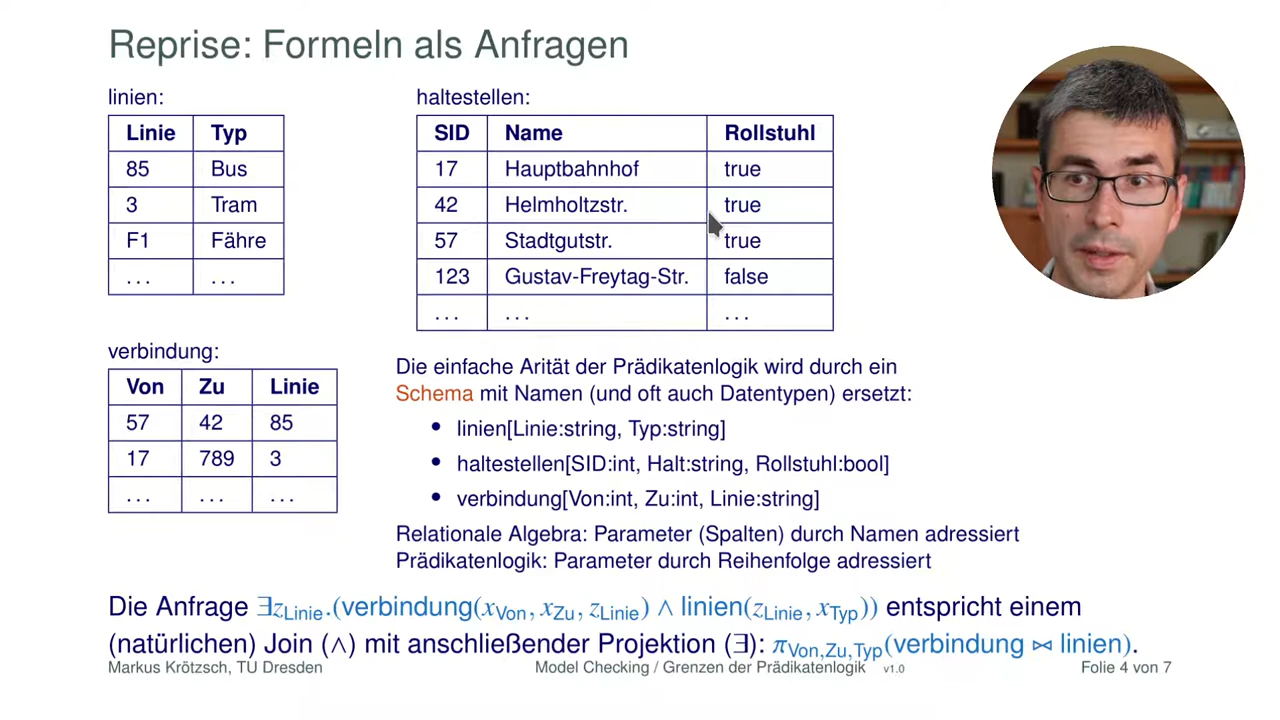 Reprise: Formeln als Anfragen
linien:
Linie Typ
85 Bus
3 Tram
F1 Fähre
... ...
haltestellen:
SID Name Rollstuhl
17 Hauptbahnhof true
42 Helmholtzstr. true
57 Stadtgutstr. true
123 Gustav-Freytag-Str. false
... ... ...
verbindung:
Von Zu Linie
57 42 85
17 789 3
... ... ...
Die einfache Arität der Prädikatenlogik wird durch ein
Schema mit Namen (und oft auch Datentypen) ersetzt:
• linien[Linie:string, Typ:string]
• haltestellen[SID:int, Halt:string, Rollstuhl:bool]
• verbindung[Von:int, Zu:int, Linie:string]
Relationale Algebra: Parameter (Spalten) durch Namen adressiert
Prädikatenlogik: Parameter durch Reihenfolge adressiert
Die Anfrage ∃z_Linie.(verbindung(x_Von, x_Zu, z_Linie) ∧ linien(z_Linie, x_Typ)) entspricht einem
(natürlichen) Join (∧) mit anschließender Projektion (∃): π_Von,Zu,Typ(verbindung ⋈ linien).
Markus Krötzsch, TU Dresden Model Checking / Grenzen der Prädikatenlogik v1.0 Folie 4 von 7